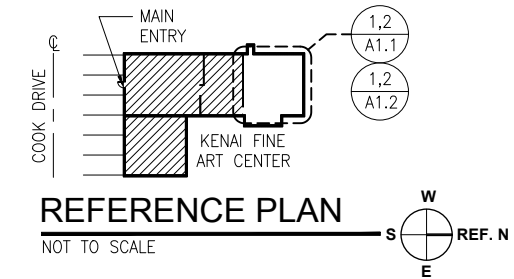 MAIN
ENTRY
℄
COOK DRIVE
1,2
A1.1
1,2
A1.2
KENAI FINE
ART CENTER
REFERENCE PLAN
NOT TO SCALE
W
S
REF. N
E